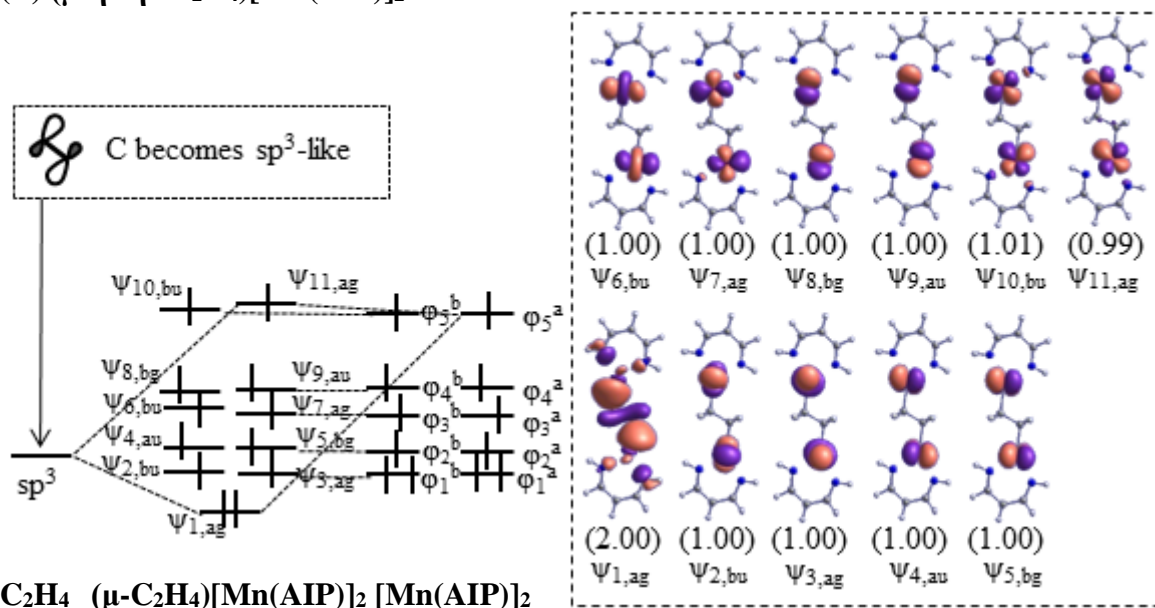 C becomes sp³-like
(1.00) (1.00) (1.00) (1.00) (1.01) (0.99)
Ψ6,bu Ψ7,ag Ψ8,bg Ψ9,au Ψ10,bu Ψ11,ag
Ψ10,bu Ψ11,ag
φ5ᵇ φ5ᵃ
Ψ8,bg Ψ9,au φ4ᵇ φ4ᵃ
Ψ6,bu Ψ7,ag φ3ᵇ φ3ᵃ
Ψ4,au Ψ5,bg φ2ᵇ φ2ᵃ
sp³ Ψ2,bu Ψ3,ag φ1ᵇ φ1ᵃ
Ψ1,ag
(2.00) (1.00) (1.00) (1.00) (1.00)
Ψ1,ag Ψ2,bu Ψ3,ag Ψ4,au Ψ5,bg
C₂H₄ (μ-C₂H₄)[Mn(AIP)]₂ [Mn(AIP)]₂